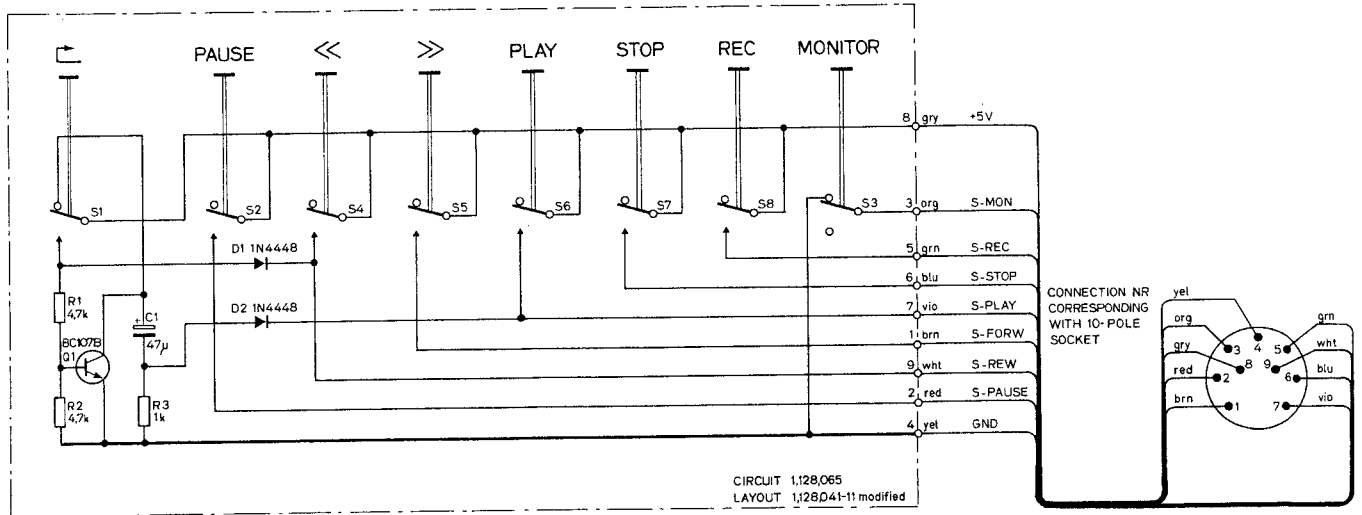 PAUSE << >> PLAY STOP REC MONITOR
8 gry +5V
S1 S2 S4 S5 S6 S7 S8 S3
3 org S-MON
D1 1N4448
5 grn S-REC
6 blu S-STOP
R1
4,7k
C1
+
47µ
D2 1N4448
7 vio S-PLAY
BC107B
Q1
1 brn S-FORW
9 wht S-REW
R2
4,7k
R3
1k
2 red S-PAUSE
4 yel GND
CIRCUIT 1,128,065
LAYOUT 1,128,041-11 modified
CONNECTION NR
CORRESPONDING
WITH 10-POLE
SOCKET
yel
org
gry
red
brn
grn
wht
blu
vio
3 4 5
8 9
2 6
1 7